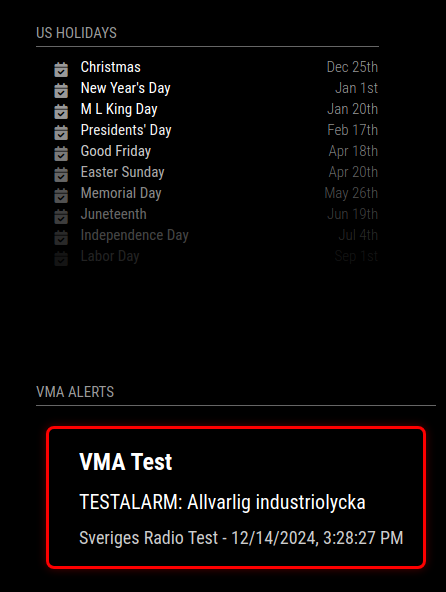 US HOLIDAYS
Christmas Dec 25th
New Year's Day Jan 1st
M L King Day Jan 20th
Presidents' Day Feb 17th
Good Friday Apr 18th
Easter Sunday Apr 20th
Memorial Day May 26th
Juneteenth Jun 19th
Independence Day Jul 4th
Labor Day Sep 1st
VMA ALERTS
VMA Test
TESTALARM: Allvarlig industriolycka
Sveriges Radio Test - 12/14/2024, 3:28:27 PM